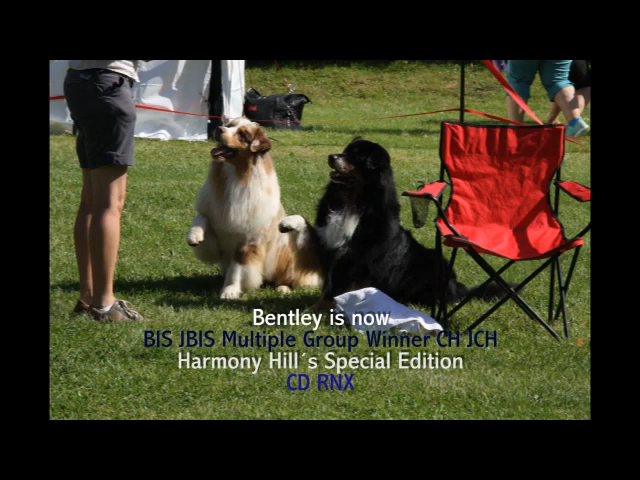 Bentley is now
BIS JBIS Multiple Group Winner CH JCH
Harmony Hill´s Special Edition
CD RNX